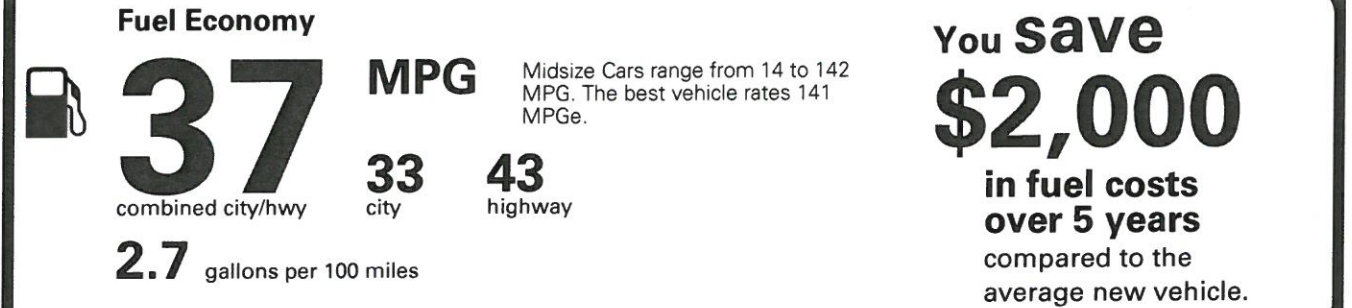 Fuel Economy
37
MPG
Midsize Cars range from 14 to 142
MPG. The best vehicle rates 141
MPGe.
33
city
43
highway
combined city/hwy
2.7 gallons per 100 miles
You save
$2,000
in fuel costs
over 5 years
compared to the
average new vehicle.